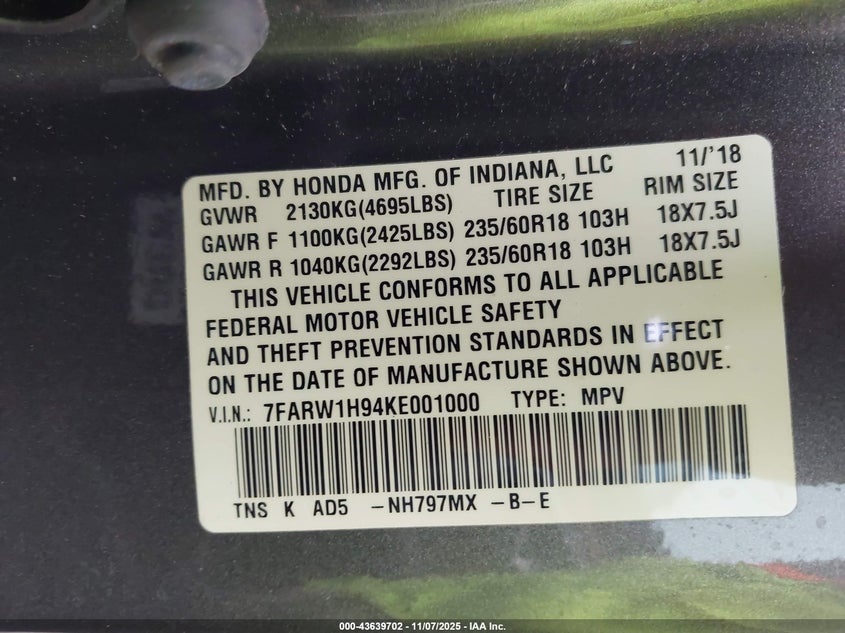 MFD. BY HONDA MFG. OF INDIANA, LLC 11/'18
GVWR 2130KG(4695LBS) TIRE SIZE RIM SIZE
GAWR F 1100KG(2425LBS) 235/60R18 103H 18X7.5J
GAWR R 1040KG(2292LBS) 235/60R18 103H 18X7.5J
THIS VEHICLE CONFORMS TO ALL APPLICABLE
FEDERAL MOTOR VEHICLE SAFETY
AND THEFT PREVENTION STANDARDS IN EFFECT
ON THE DATE OF MANUFACTURE SHOWN ABOVE.
V.I.N.: 7FARW1H94KE001000 TYPE: MPV
TNS K AD5 -NH797MX -B-E
000-43639702 - 11/07/2025 - IAA Inc.